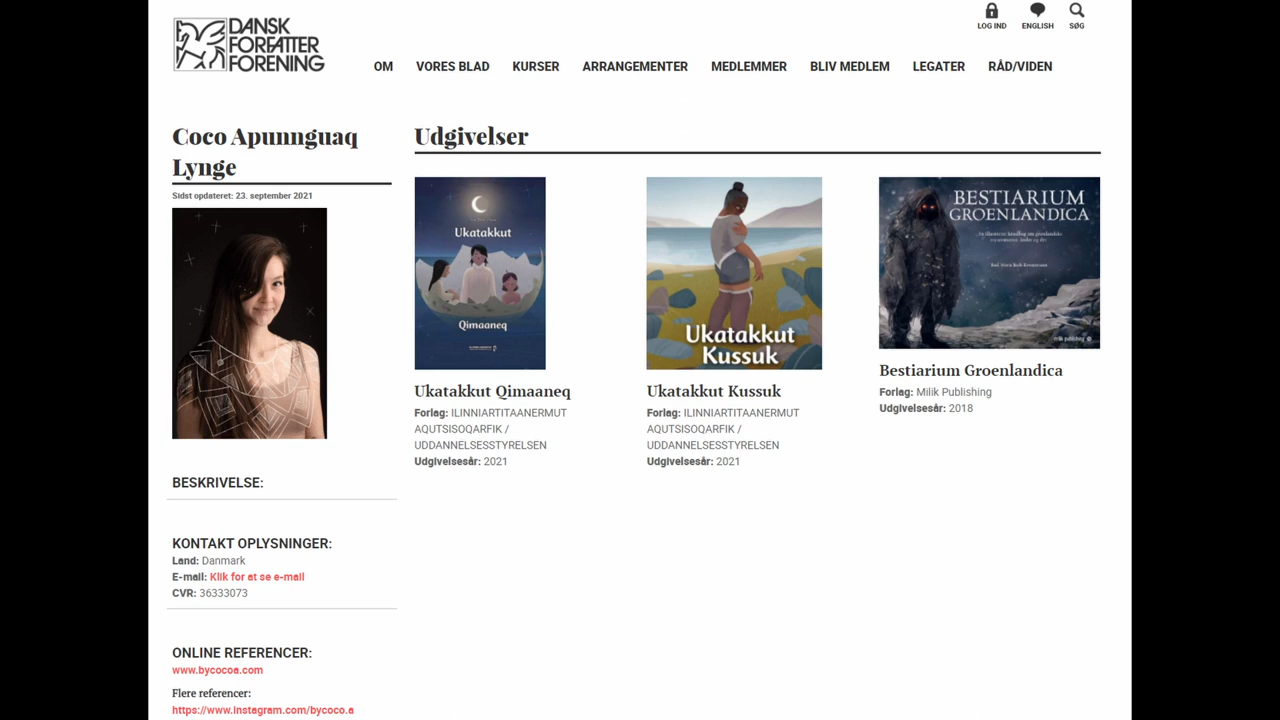 DANSK
FORFATTER
FORENING
LOG IND
ENGLISH
SØG
OM
VORES BLAD
KURSER
ARRANGEMENTER
MEDLEMMER
BLIV MEDLEM
LEGATER
RÅD/VIDEN
Coco Apunnguaq
Lynge
Sidst opdateret: 23. september 2021
BESKRIVELSE:
KONTAKT OPLYSNINGER:
Land: Danmark
E-mail: Klik for at se e-mail
CVR: 36333073
ONLINE REFERENCER:
www.bycocoa.com
Flere referencer:
https://www.instagram.com/bycoco.a
Udgivelser
Ukatakkut
Qimaaneq
Ukatakkut Qimaaneq
Forlag: ILINNIARTITAANERMUT
AQUTSISOQARFIK /
UDDANNELSESSTYRELSEN
Udgivelsesår: 2021
Ukatakkut
Kussuk
Ukatakkut Kussuk
Forlag: ILINNIARTITAANERMUT
AQUTSISOQARFIK /
UDDANNELSESSTYRELSEN
Udgivelsesår: 2021
BESTIARIUM
GROENLANDICA
milik publishing
Bestiarium Groenlandica
Forlag: Milik Publishing
Udgivelsesår: 2018